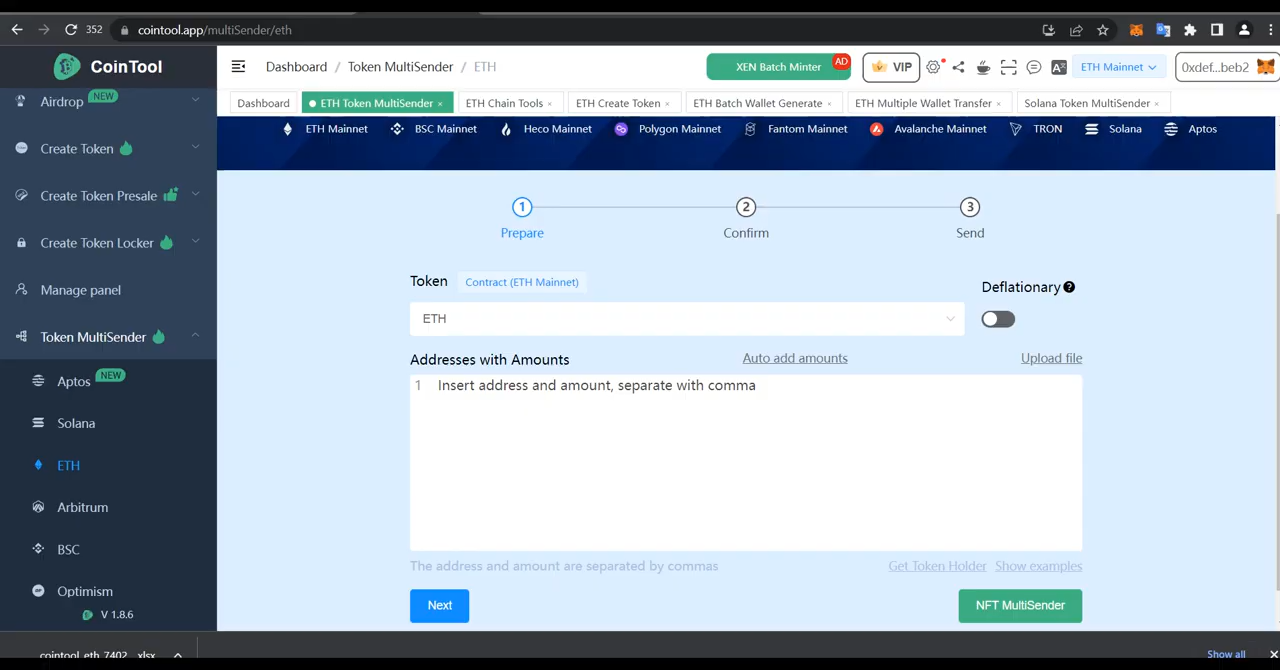 352
cointool.app/multiSender/eth
CoinTool
Dashboard / Token MultiSender / ETH
XEN Batch Minter
AD
VIP
ETH Mainnet
0xdef...beb2
Dashboard
ETH Token MultiSender ×
ETH Chain Tools ×
ETH Create Token ×
ETH Batch Wallet Generate ×
ETH Multiple Wallet Transfer ×
Solana Token MultiSender ×
ETH Mainnet
BSC Mainnet
Heco Mainnet
Polygon Mainnet
Fantom Mainnet
Avalanche Mainnet
TRON
Solana
Aptos
Airdrop NEW
Create Token
Create Token Presale
Create Token Locker
Manage panel
Token MultiSender
Aptos NEW
Solana
ETH
Arbitrum
BSC
Optimism
V 1.8.6
1
2
3
Prepare
Confirm
Send
Token
Contract (ETH Mainnet)
Deflationary ?
ETH
Addresses with Amounts
Auto add amounts
Upload file
1 Insert address and amount, separate with comma
The address and amount are separated by commas
Get Token Holder
Show examples
Next
NFT MultiSender
cointool_eth_7402_.xlsx
Show all